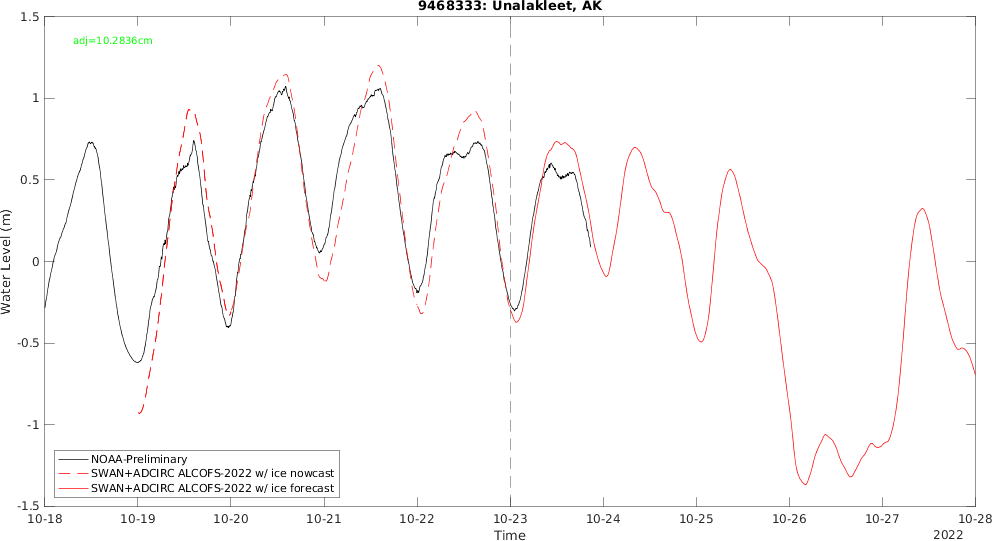 9468333: Unalakleet, AK
adj=10.2836cm
Water Level (m)
1.5
1
0.5
0
-0.5
-1
-1.5
NOAA-Preliminary
SWAN+ADCIRC ALCOFS-2022 w/ ice nowcast
SWAN+ADCIRC ALCOFS-2022 w/ ice forecast
10-18 10-19 10-20 10-21 10-22 10-23 10-24 10-25 10-26 10-27 10-28
Time
2022